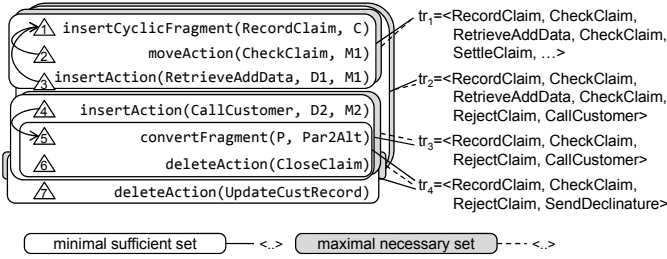 1 insertCyclicFragment(RecordClaim, C)
2 moveAction(CheckClaim, M1)
3 insertAction(RetrieveAddData, D1, M1)
4 insertAction(CallCustomer, D2, M2)
5 convertFragment(P, Par2Alt)
6 deleteAction(CloseClaim)
7 deleteAction(UpdateCustRecord)
tr1=<RecordClaim, CheckClaim,
RetrieveAddData, CheckClaim,
SettleClaim, …>
tr2=<RecordClaim, CheckClaim,
RetrieveAddData, CheckClaim,
RejectClaim, CallCustomer>
tr3=<RecordClaim, CheckClaim,
RejectClaim, CallCustomer>
tr4=<RecordClaim, CheckClaim,
RejectClaim, SendDeclinature>
minimal sufficient set <..> maximal necessary set <..>